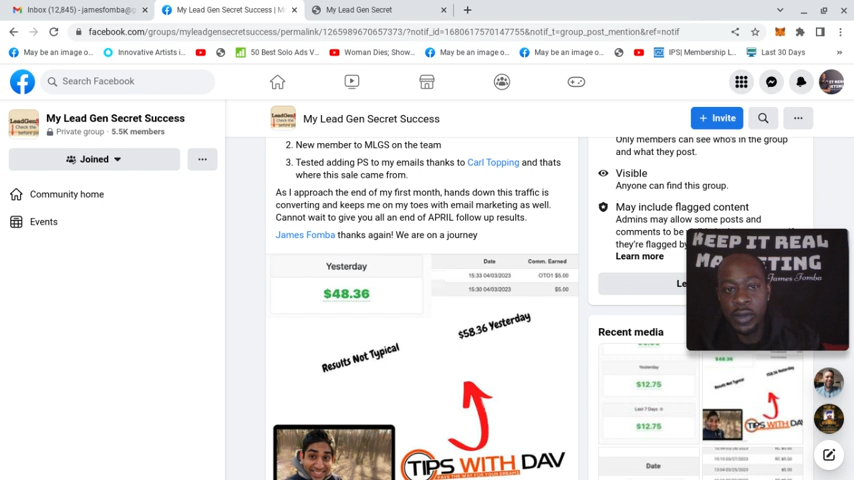 Inbox (12,845) - jamesfomba@g
My Lead Gen Secret Success | M
My Lead Gen Secret
facebook.com/groups/myleadgensecretsuccess/permalink/1265989670657373/?notif_id=1680617570147755&notif_t=group_post_mention&ref=notif
May be an image o
Innovative Artists i
50 Best Solo Ads V
Woman Dies; Show
May be an image o
May be an image o
IPS| Membership L
Last 30 Days
Search Facebook
My Lead Gen Secret Success
Private group · 5.5K members
Joined
Community home
Events
My Lead Gen Secret Success
+ Invite
2. New member to MLGS on the team
3. Tested adding PS to my emails thanks to Carl Topping and thats
where this sale came from.
As I approach the end of my first month, hands down this traffic is
converting and keeps me on my toes with email marketing as well.
Cannot wait to give you all an end of APRIL follow up results.
James Fomba thanks again! We are on a journey
Yesterday
$48.36
Date Comm. Earned
15:33 04/03/2023 OTO1 $5.00
15:30 04/03/2023 $5.00
$58.36 Yesterday
Results Not Typical
TIPS WITH DAV
Only members can see who's in the group
and what they post.
Visible
Anyone can find this group.
May include flagged content
Admins may allow some posts and
comments to be
they're flagged by
Learn more
Le
KEEP IT REAL
MARKETING
James Fomba
Recent media
Yesterday
$12.75
Last 7 Days
$12.75
Date